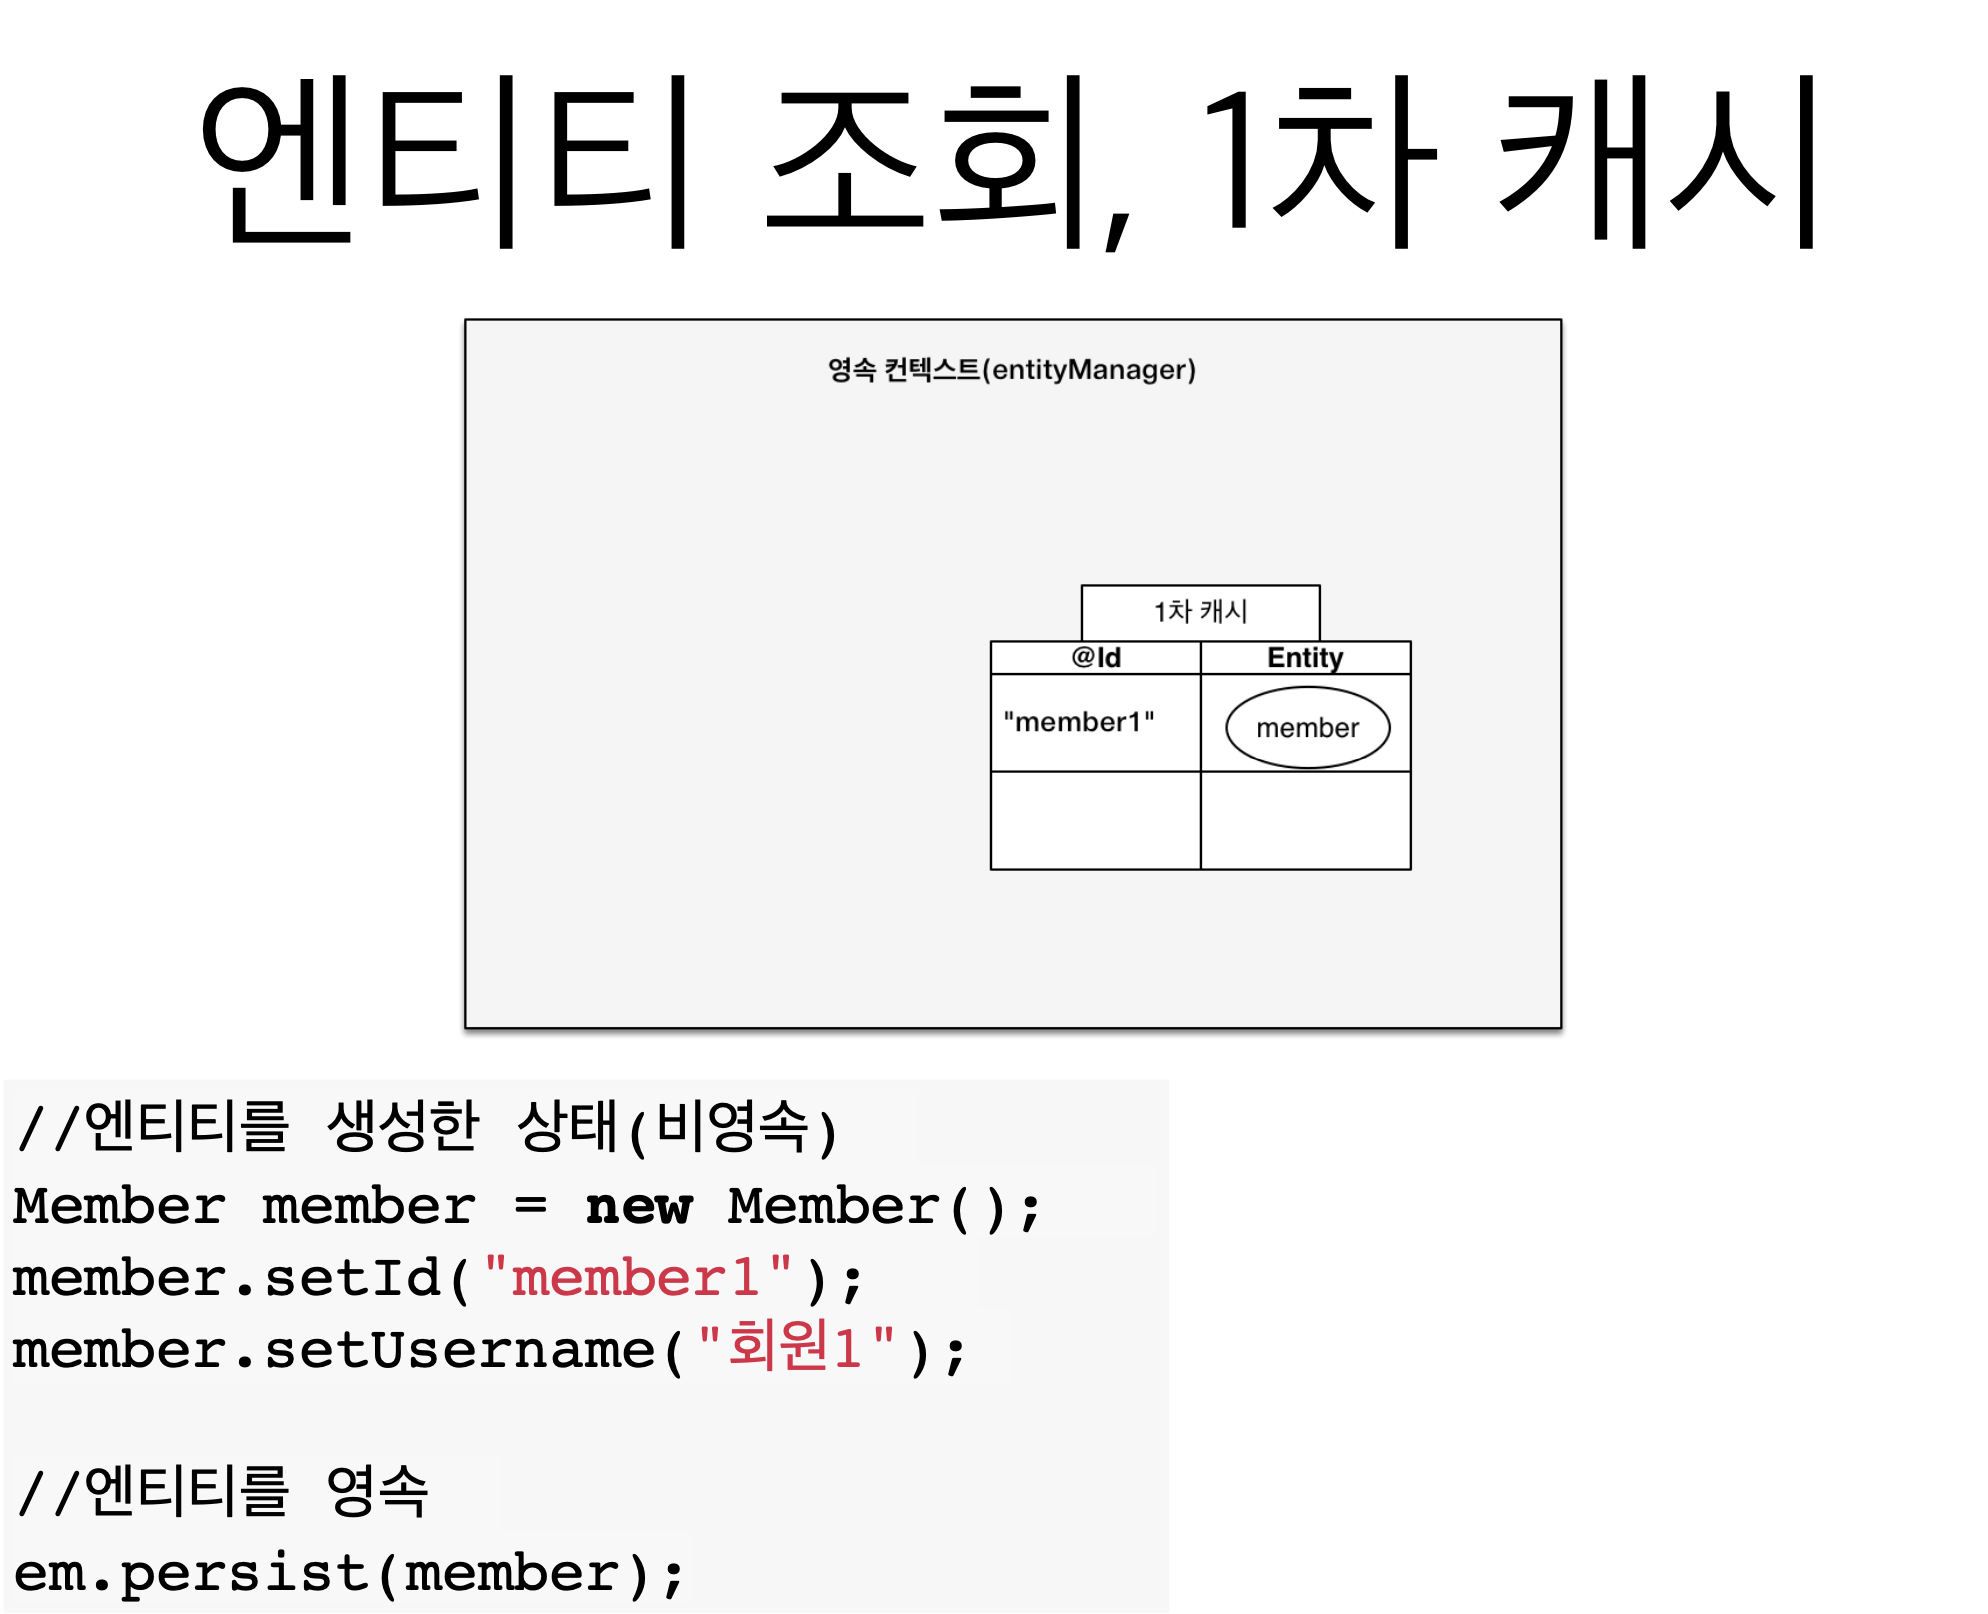 엔티티 조회, 1차 캐시
영속 컨텍스트(entityManager)
1차 캐시
@Id Entity
"member1" member
//엔티티를 생성한 상태(비영속)
Member member = new Member();
member.setId("member1");
member.setUsername("회원1");
//엔티티를 영속
em.persist(member);